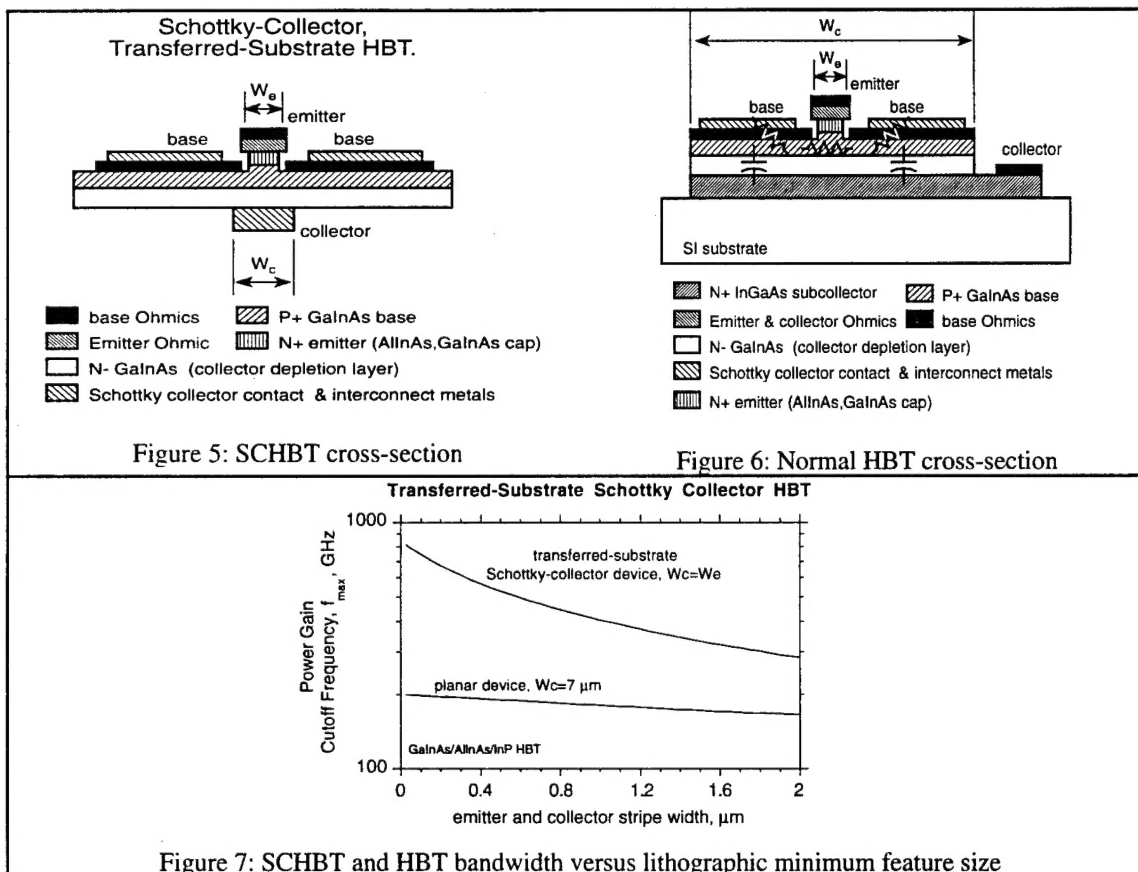 Schottky-Collector,
Transferred-Substrate HBT.
We
emitter
base
base
collector
Wc
base Ohmics
P+ GaInAs base
Emitter Ohmic
N+ emitter (AlInAs,GaInAs cap)
N- GaInAs (collector depletion layer)
Schottky collector contact & interconnect metals
Figure 5: SCHBT cross-section
Wc
We
emitter
base
base
collector
SI substrate
N+ InGaAs subcollector
P+ GaInAs base
Emitter & collector Ohmics
base Ohmics
N- GaInAs (collector depletion layer)
Schottky collector contact & interconnect metals
N+ emitter (AlInAs,GaInAs cap)
Figure 6: Normal HBT cross-section
Transferred-Substrate Schottky Collector HBT
1000
transferred-substrate
Schottky-collector device, Wc=We
Power Gain
Cutoff Frequency, fmax, GHz
planar device, Wc=7 µm
GaInAs/AlInAs/InP HBT
100
0 0.4 0.8 1.2 1.6 2
emitter and collector stripe width, µm
Figure 7: SCHBT and HBT bandwidth versus lithographic minimum feature size